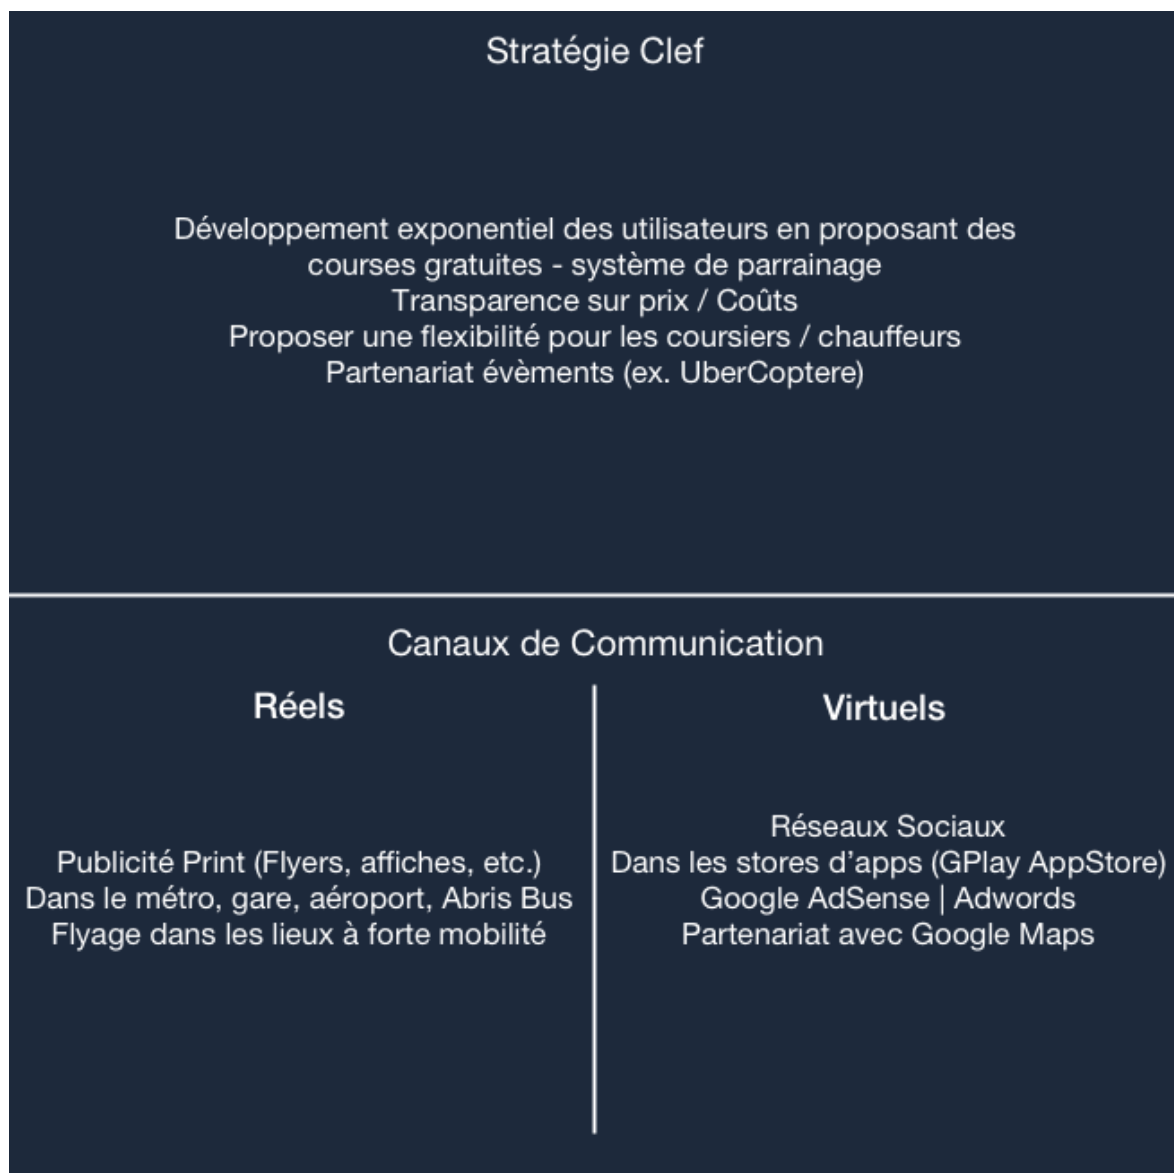 Stratégie Clef
Développement exponentiel des utilisateurs en proposant des
courses gratuites - système de parrainage
Transparence sur prix / Coûts
Proposer une flexibilité pour les coursiers / chauffeurs
Partenariat évèments (ex. UberCoptere)
Canaux de Communication
Réels
Publicité Print (Flyers, affiches, etc.)
Dans le métro, gare, aéroport, Abris Bus
Flyage dans les lieux à forte mobilité
Virtuels
Réseaux Sociaux
Dans les stores d'apps (GPlay AppStore)
Google AdSense | Adwords
Partenariat avec Google Maps